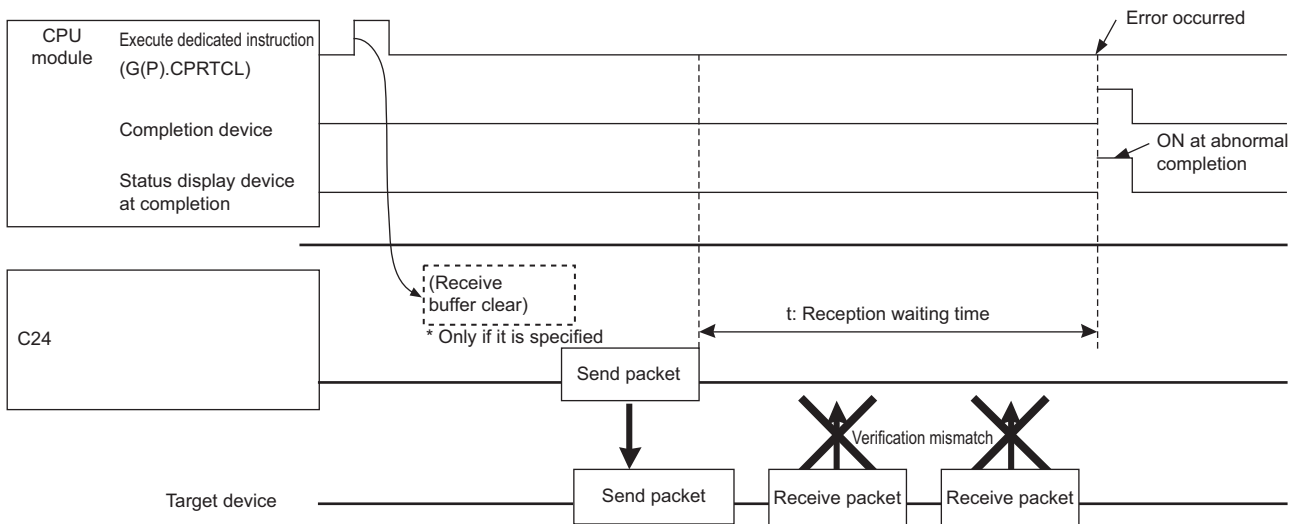 Error occurred
CPU
module
Execute dedicated instruction
(G(P).CPRTCL)
Completion device
ON at abnormal
completion
Status display device
at completion
(Receive
buffer clear)
* Only if it is specified
t: Reception waiting time
C24
Send packet
Verification mismatch
Target device
Send packet
Receive packet
Receive packet